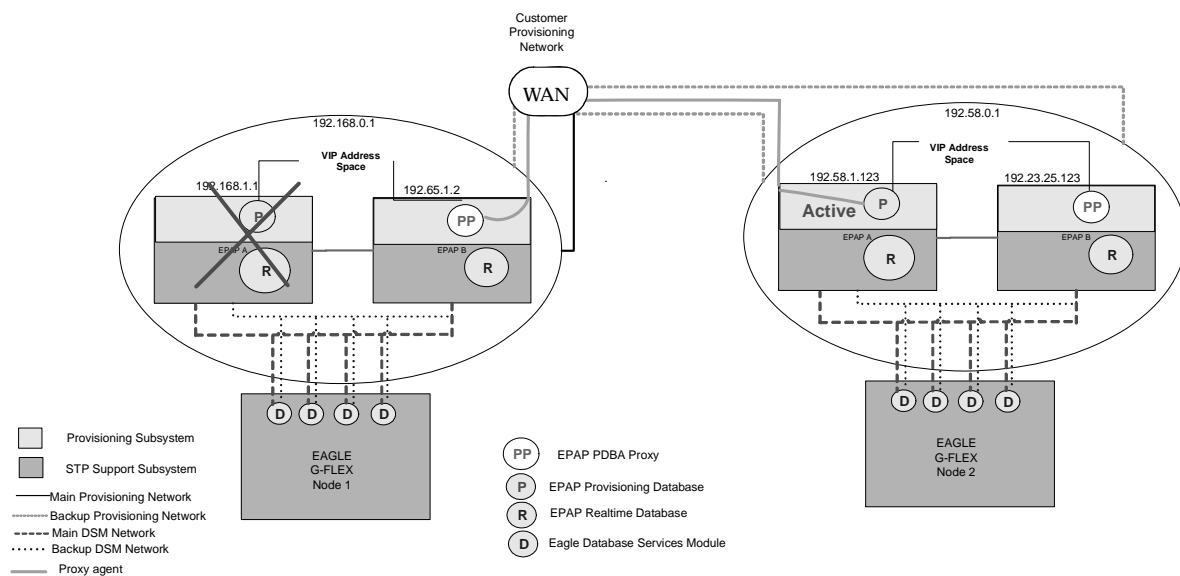 Customer
Provisioning
Network
WAN
192.168.0.1
VIP Address
Space
192.168.1.1
192.65.1.2
P
PP
EPAP A
EPAP B
R
R
D
D
D
D
EAGLE
G-FLEX
Node 1
192.58.0.1
VIP Address
Space
192.58.1.123
192.23.25.123
Active
P
PP
EPAP A
EPAP B
R
R
D
D
D
D
EAGLE
G-FLEX
Node 2
Provisioning Subsystem
STP Support Subsystem
Main Provisioning Network
Backup Provisioning Network
Main DSM Network
Backup DSM Network
Proxy agent
PP EPAP PDBA Proxy
P EPAP Provisioning Database
R EPAP Realtime Database
D Eagle Database Services Module